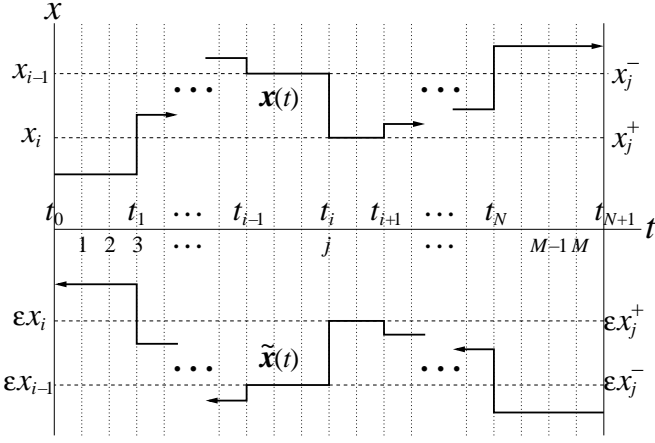 x
x_{i–1} x_j^–
x(t)
x_i x_j^+
t_0 t_1 ... t_{i–1} t_i t_{i+1} ... t_N t_{N+1}
t
1 2 3 ... j ... M–1 M
εx_i εx_j^+
x̃(t)
εx_{i–1} εx_j^–